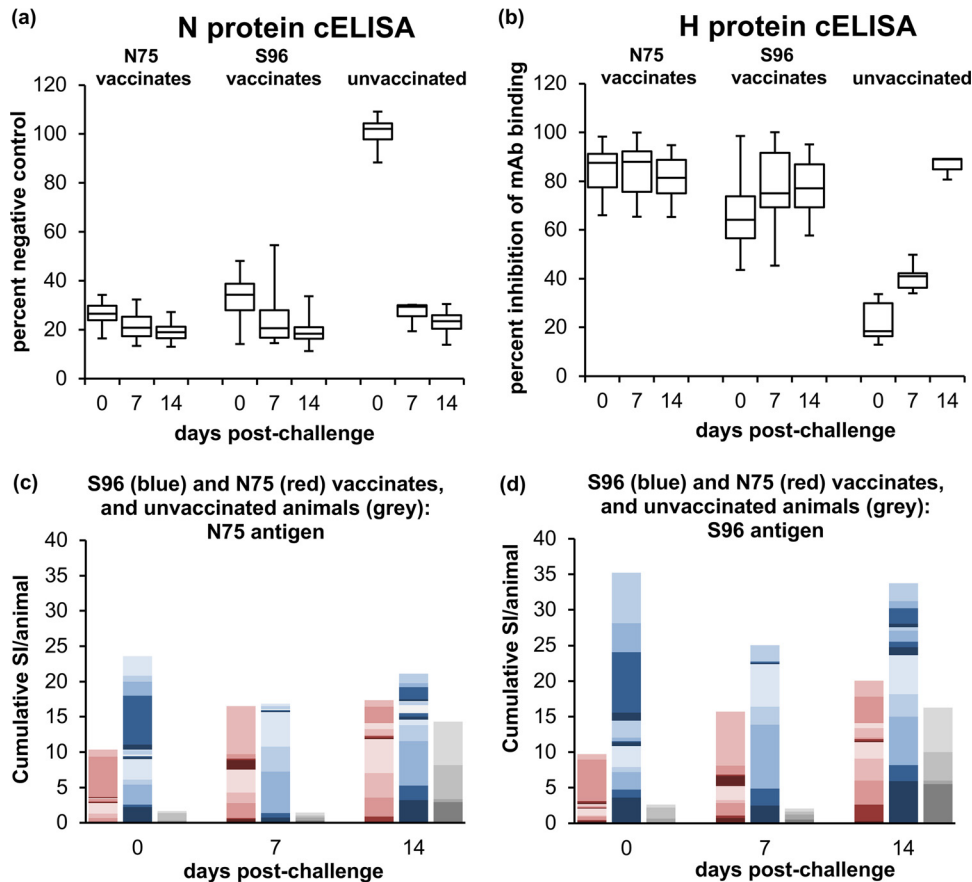 (a)
N protein cELISA
N75 S96
vaccinates vaccinates unvaccinated
percent negative control
120
100
80
60
40
20
0
0 7 14 0 7 14 0 7 14
days post-challenge
(b)
H protein cELISA
N75 S96
vaccinates vaccinates unvaccinated
percent inhibition of mAb binding
120
100
80
60
40
20
0
0 7 14 0 7 14 0 7 14
days post-challenge
(c)
S96 (blue) and N75 (red) vaccinates,
and unvaccinated animals (grey):
N75 antigen
Cumulative SI/animal
40
35
30
25
20
15
10
5
0
0 7 14
days post-challenge
(d)
S96 (blue) and N75 (red) vaccinates,
and unvaccinated animals (grey):
S96 antigen
Cumulative SI/animal
40
35
30
25
20
15
10
5
0
0 7 14
days post-challenge